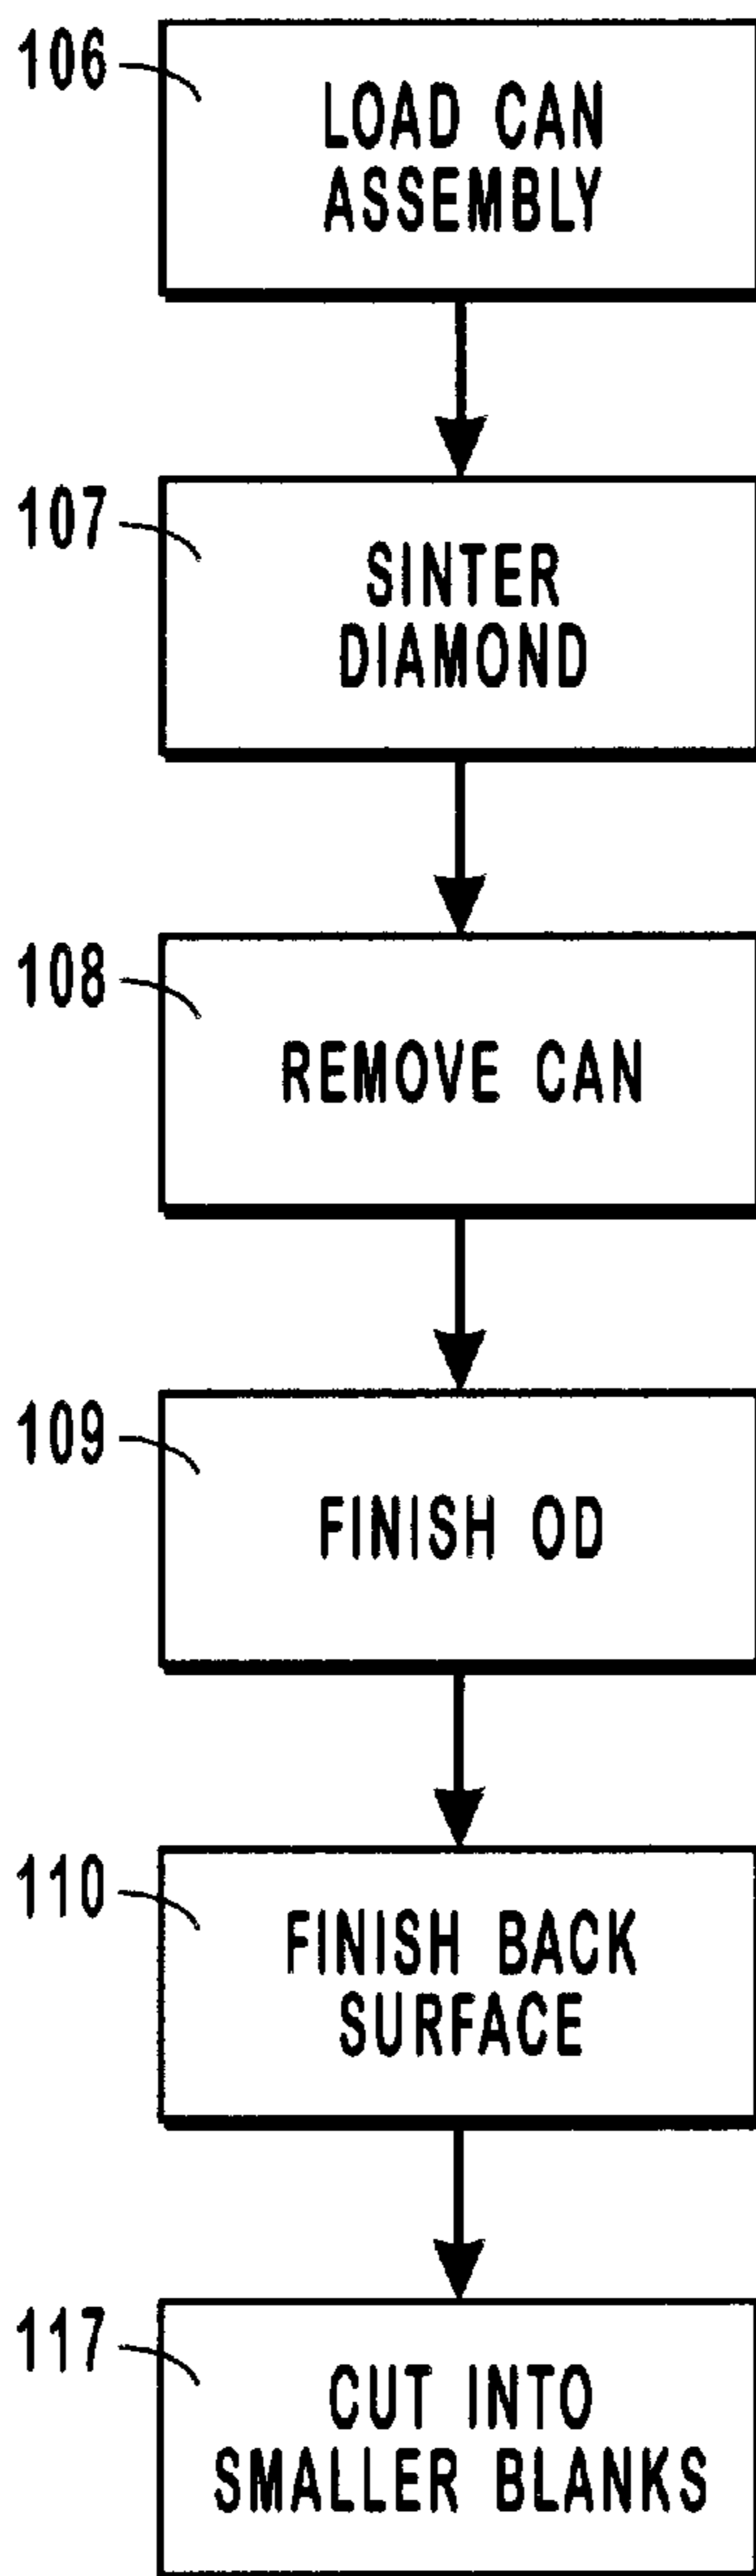 106
LOAD CAN
ASSEMBLY
107
SINTER
DIAMOND
108
REMOVE CAN
109
FINISH OD
110
FINISH BACK
SURFACE
117
CUT INTO
SMALLER BLANKS